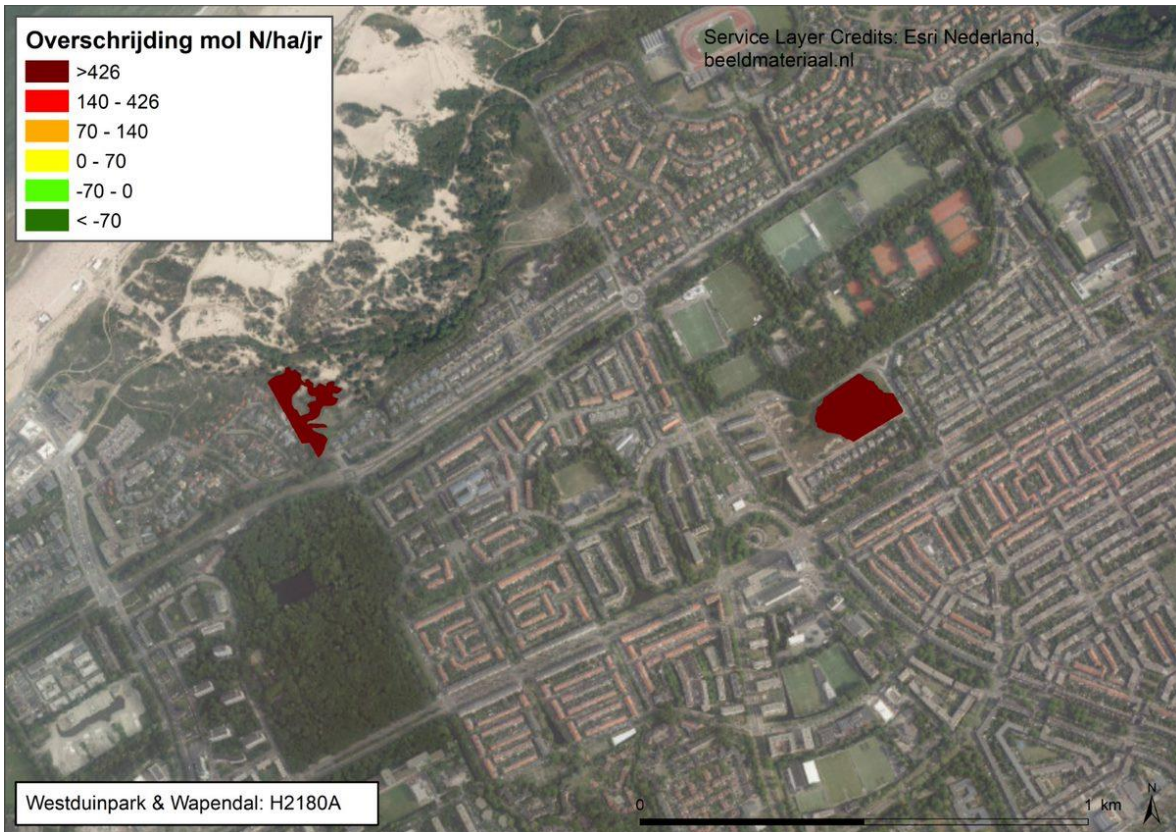 Overschrijding mol N/ha/jr
>426
140 - 426
70 - 140
0 - 70
-70 - 0
< -70
Service Layer Credits: Esri Nederland,
beeldmateriaal.nl
Westduinpark & Wapendal: H2180A
0
1 km
N